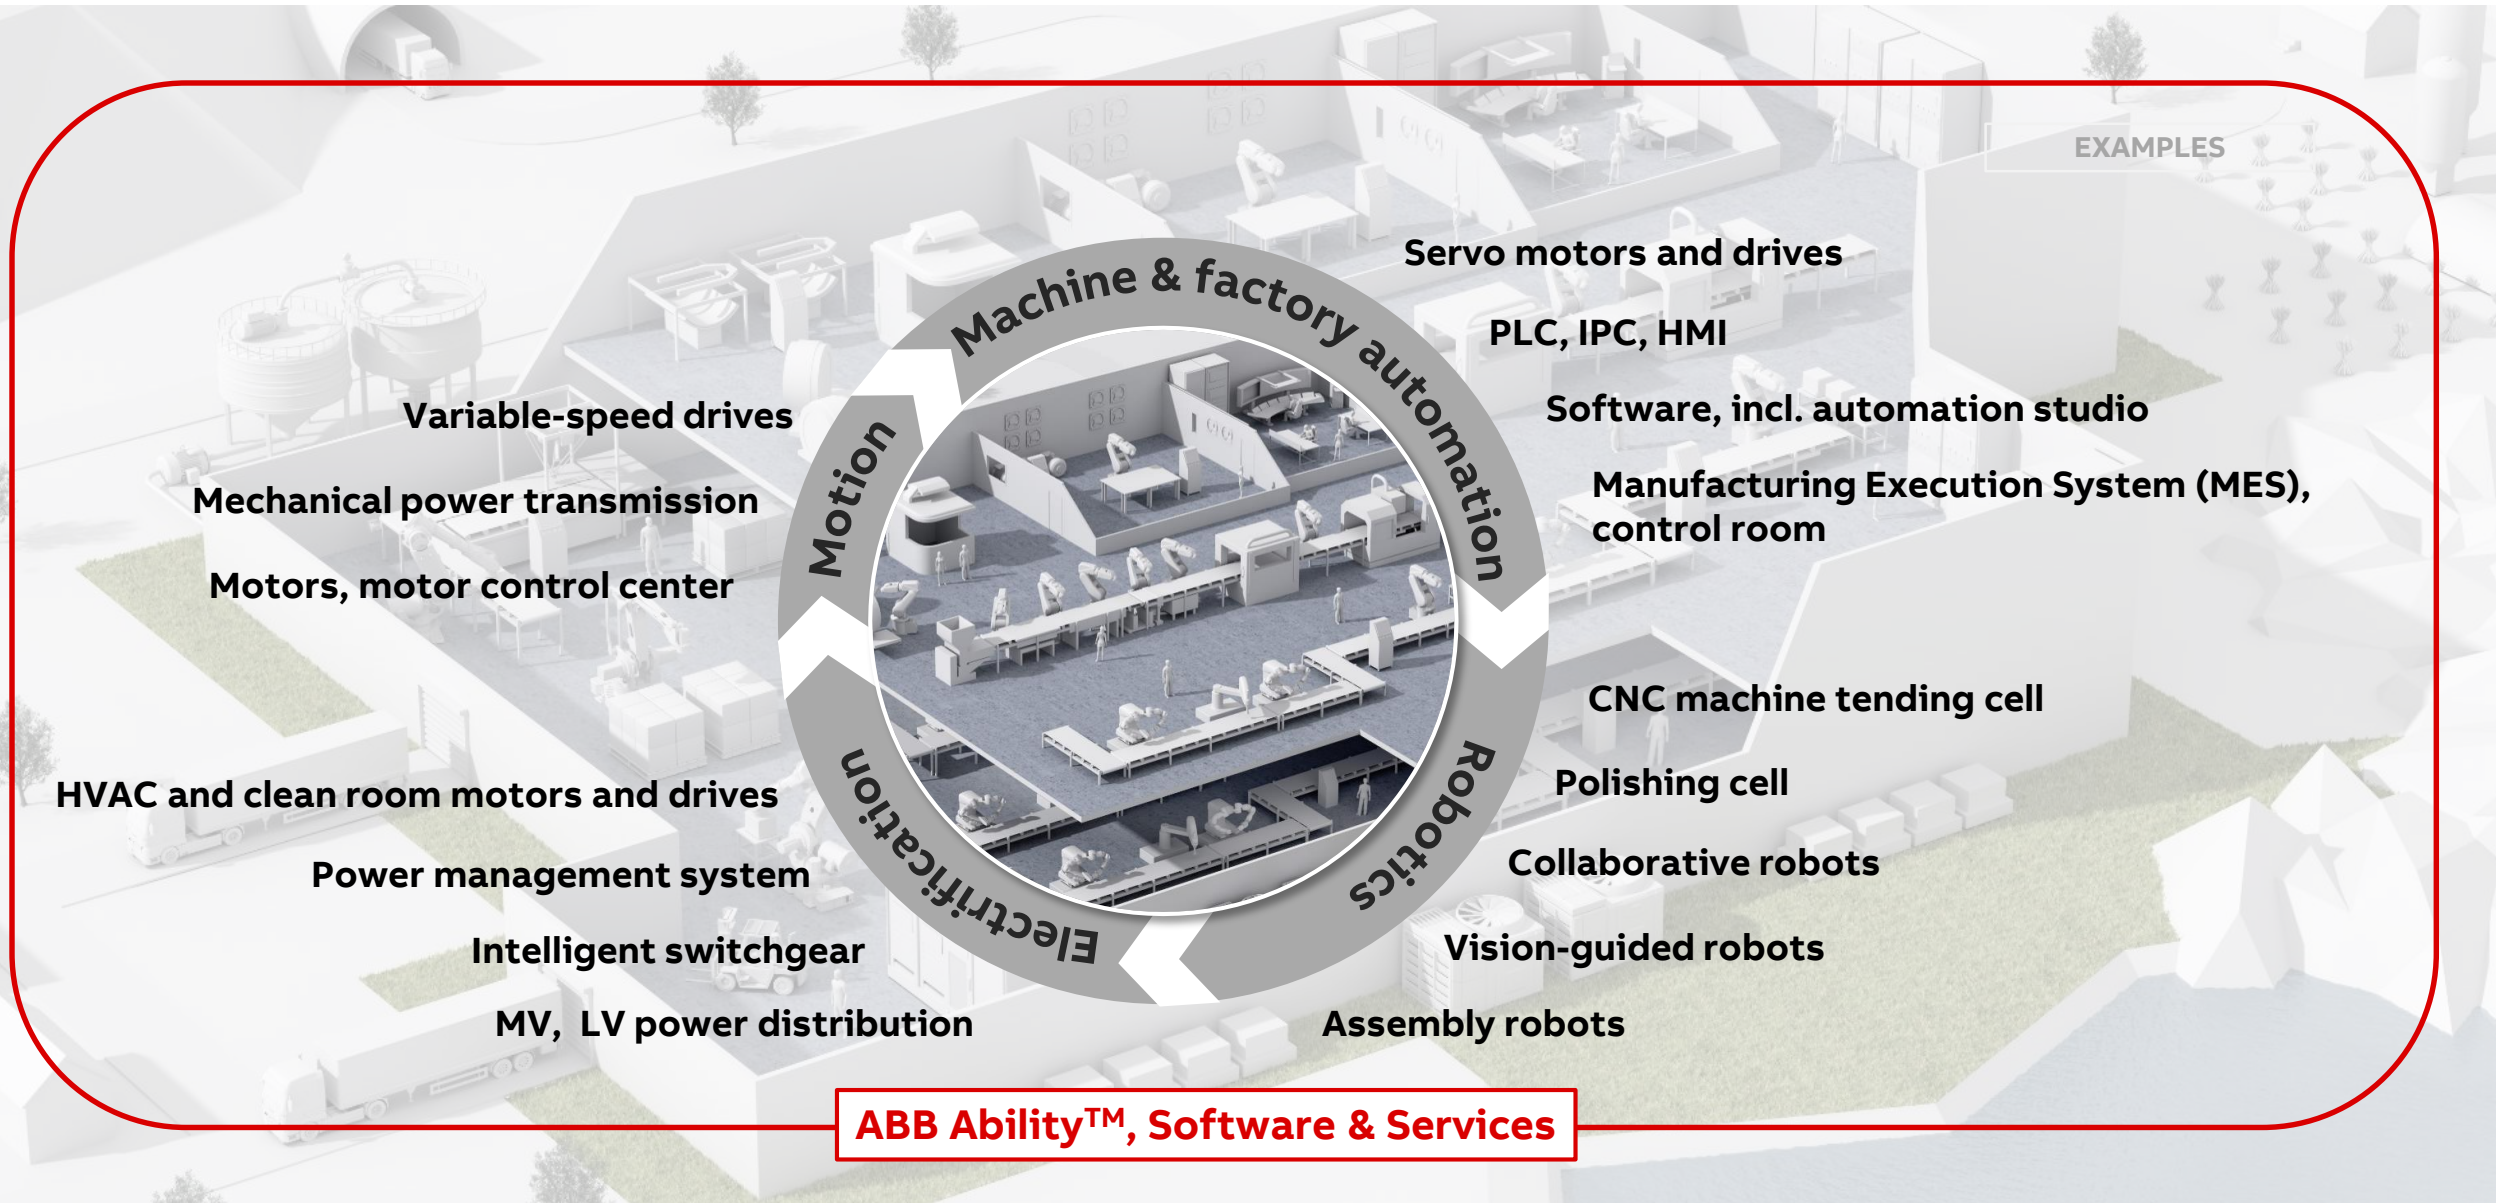 EXAMPLES
Machine & factory automation
Servo motors and drives
PLC, IPC, HMI
Software, incl. automation studio
Manufacturing Execution System (MES),
control room
Robotics
CNC machine tending cell
Polishing cell
Collaborative robots
Vision-guided robots
Assembly robots
Electrification
HVAC and clean room motors and drives
Power management system
Intelligent switchgear
MV, LV power distribution
Motion
Variable-speed drives
Mechanical power transmission
Motors, motor control center
ABB Ability™, Software & Services